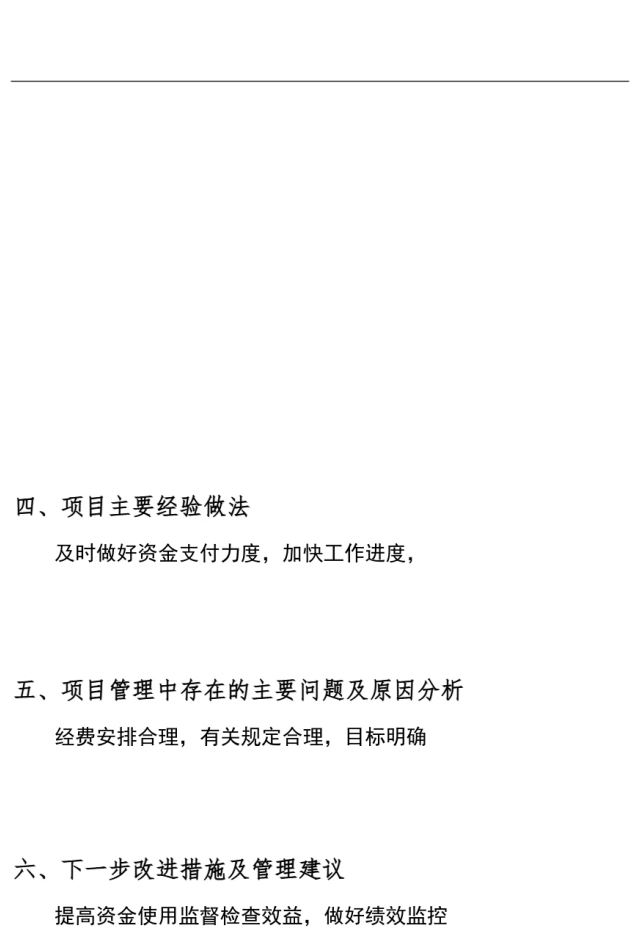 四、项目主要经验做法
及时做好资金支付力度，加快工作进度，
五、项目管理中存在的主要问题及原因分析
经费安排合理，有关规定合理，目标明确
六、下一步改进措施及管理建议
提高资金使用监督检查效益，做好绩效监控